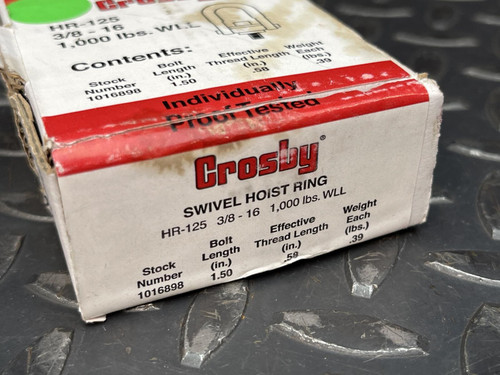 Crosby
HR-125
3/8 - 16
1,000 lbs. WLL
Contents:
Stock Number Bolt Length (in.) Effective Thread Length (in.) Weight Each (lbs.)
1016898 1.50 .58 .39
Individually
Proof Tested
Crosby®
SWIVEL HOIST RING
HR-125 3/8 - 16 1,000 lbs. WLL
Stock Number Bolt Length (in.) Effective Thread Length (in.) Weight Each (lbs.)
1016898 1.50 .58 .39